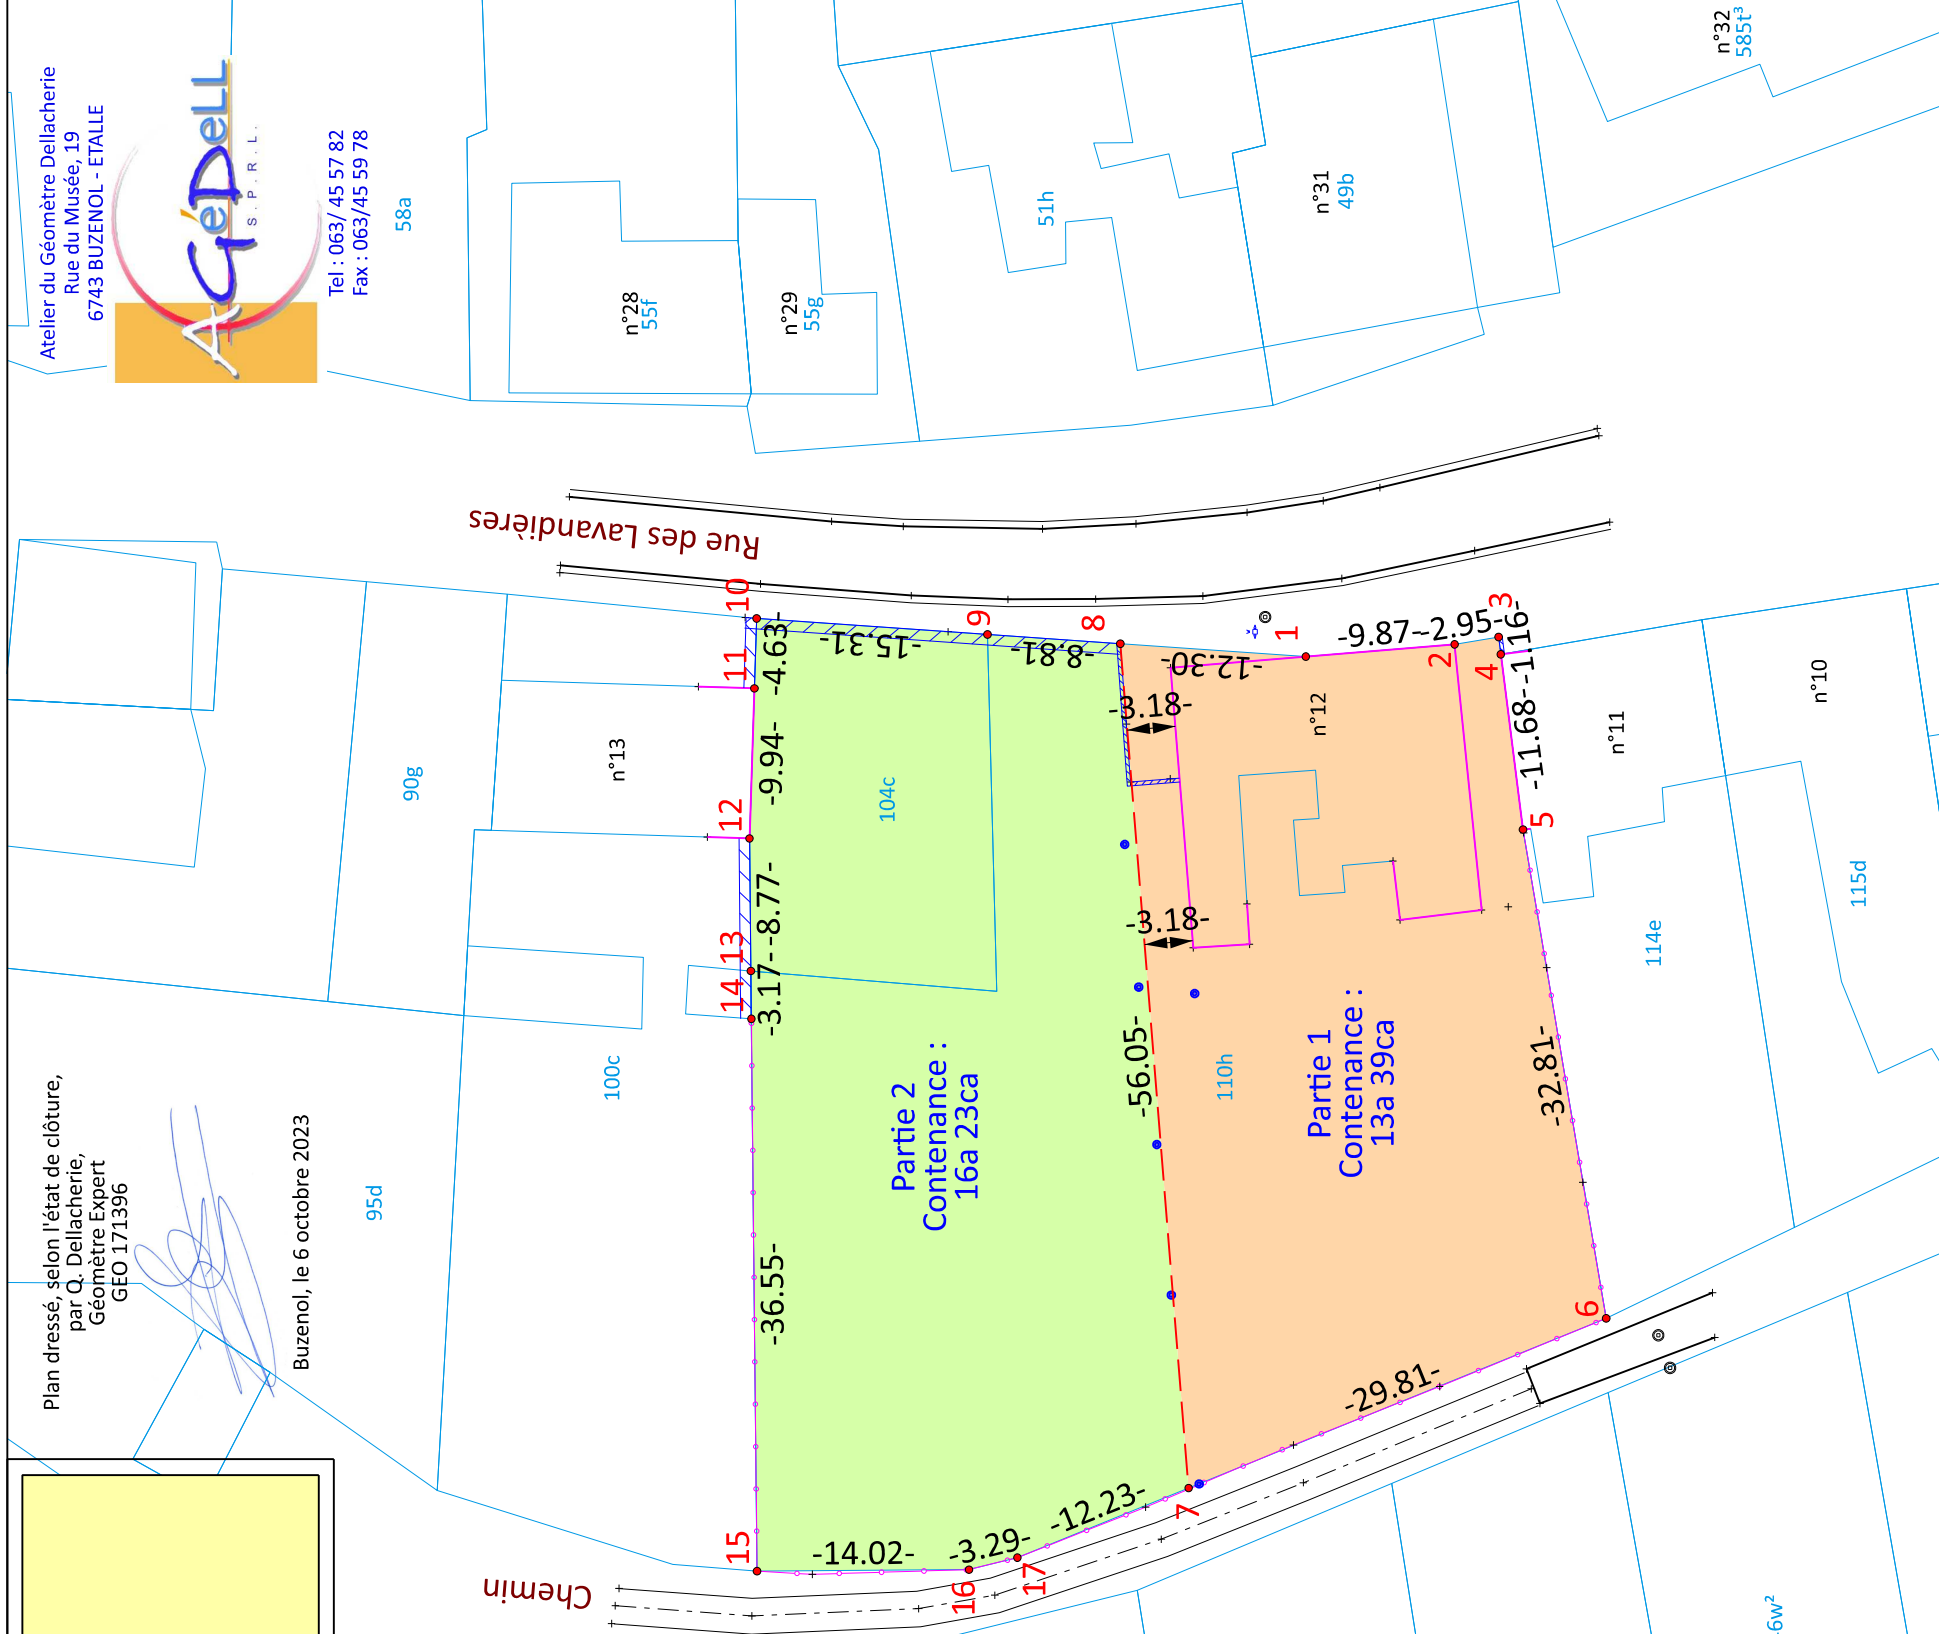 Atelier du Géomètre Dellacherie
Rue du Musée, 19
6743 BUZENOL - ETALLE
AGéDeLL
S.P.R.L.
Tel : 063/ 45 57 82
Fax : 063/45 59 78
58a
n°28
55f
n°29
55g
51h
n°31
49b
n°32
585t³
Rue des Lavandières
90g
n°13
10
11
12
13
14
15
-4.63-
-9.94-
-8.77-
-3.17-
-36.55-
-15.31-
-8.81-
9
8
104c
-12.30-
1
-9.87-
-2.95-
2
3
4
-1.16-
-11.68-
5
-3.18-
-3.18-
n°12
n°11
n°10
114e
115d
110h
-56.05-
-32.81-
Partie 1
Contenance :
13a 39ca
Partie 2
Contenance :
16a 23ca
100c
95d
Plan dressé, selon l'état de clôture,
par Q. Dellacherie,
Géomètre Expert
GEO 171396
Buzenol, le 6 octobre 2023
6
-29.81-
7
-12.23-
17
-3.29-
16
-14.02-
Chemin
6w²